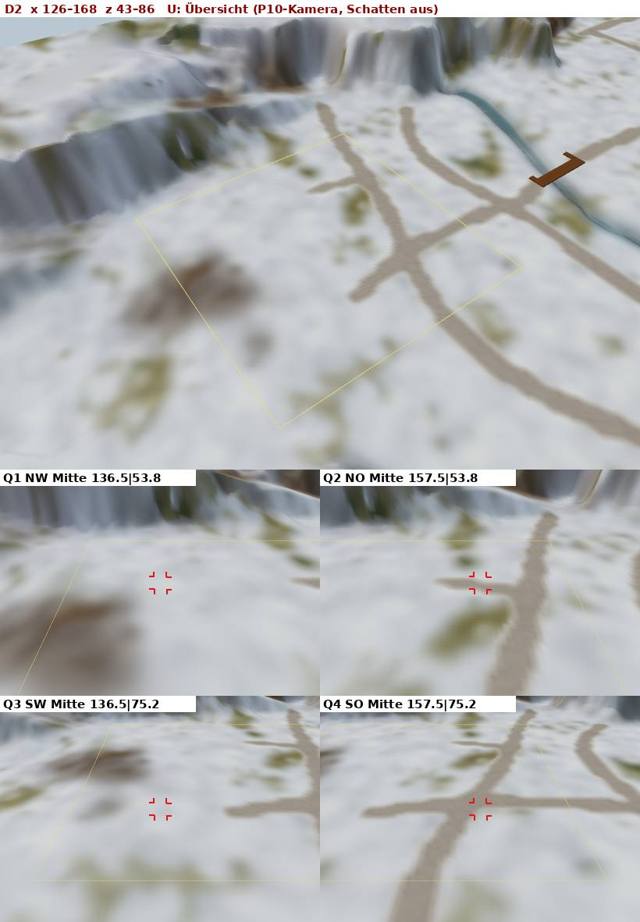 D2 x 126–168 z 43–86 U: Übersicht (P10-Kamera, Schatten aus)
Q1 NW Mitte 136.5|53.8
Q2 NO Mitte 157.5|53.8
Q3 SW Mitte 136.5|75.2
Q4 SO Mitte 157.5|75.2